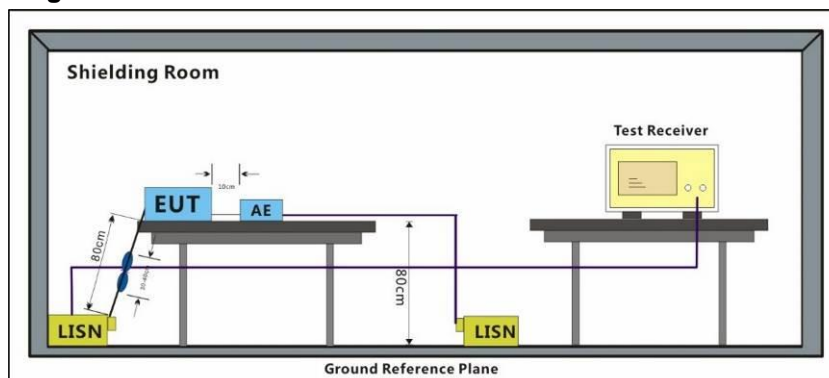 Shielding Room
Test Receiver
10cm
EUT
AE
80cm
80cm
LISN
LISN
Ground Reference Plane